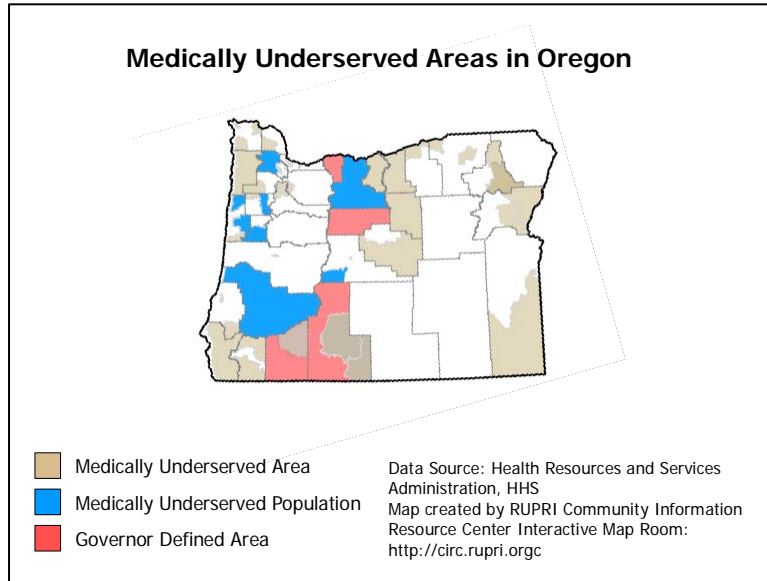 Medically Underserved Areas in Oregon
Medically Underserved Area
Medically Underserved Population
Governor Defined Area
Data Source: Health Resources and Services
Administration, HHS
Map created by RUPRI Community Information
Resource Center Interactive Map Room:
http://circ.rupri.orgc